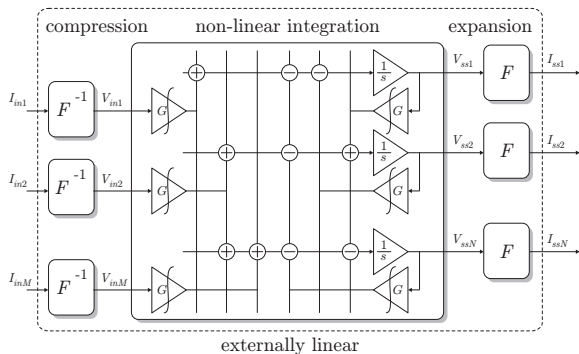 compression non-linear integration expansion
I_in1 F^-1 V_in1 G + − − 1/s V_ss1 F I_ss1
G
I_in2 F^-1 V_in2 G + − + 1/s V_ss2 F I_ss2
G
I_inM F^-1 V_inM G + + − − 1/s V_ssN F I_ssN
G
externally linear